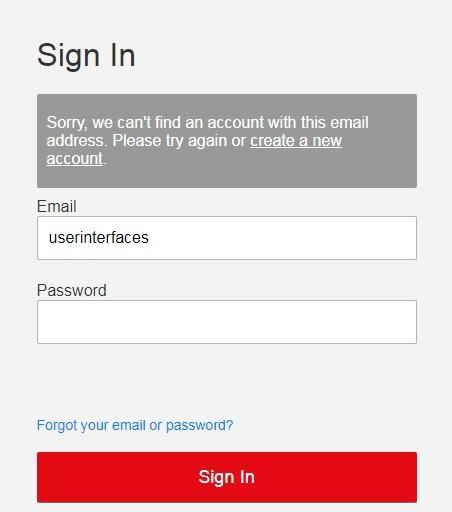 Sign In
Sorry, we can't find an account with this email
address. Please try again or create a new
account.
Email
userinterfaces
Password
Forgot your email or password?
Sign In